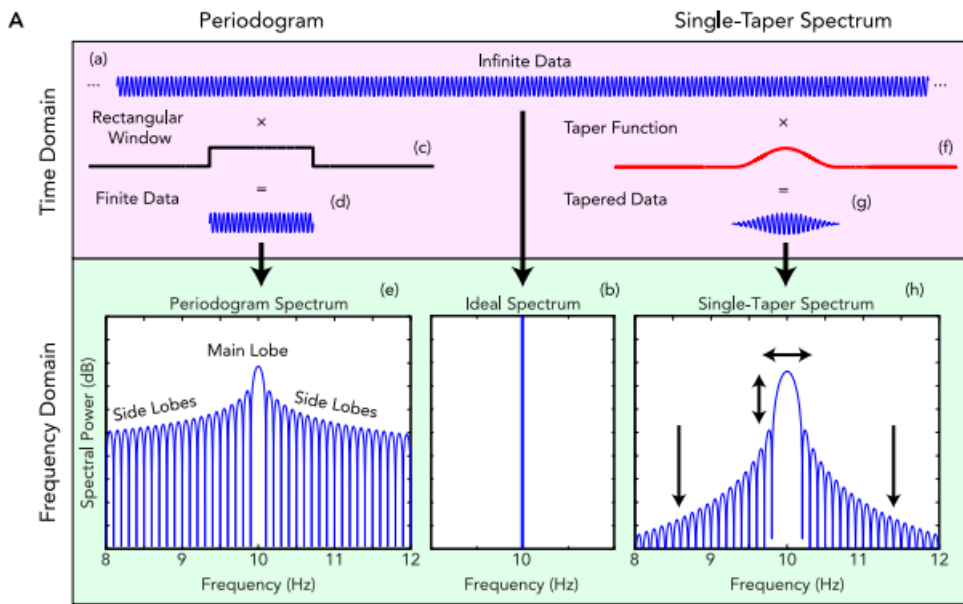 A
Periodogram
Single-Taper Spectrum
Time Domain
(a)
Infinite Data
...
...
Rectangular
Window
×
(c)
Taper Function
×
(f)
Finite Data
=
(d)
Tapered Data
=
(g)
Frequency Domain
Periodogram Spectrum
(e)
Ideal Spectrum
(b)
Single-Taper Spectrum
(h)
Spectral Power (dB)
Main Lobe
Side Lobes
Side Lobes
8
9
10
11
12
10
8
9
10
11
12
Frequency (Hz)
Frequency (Hz)
Frequency (Hz)